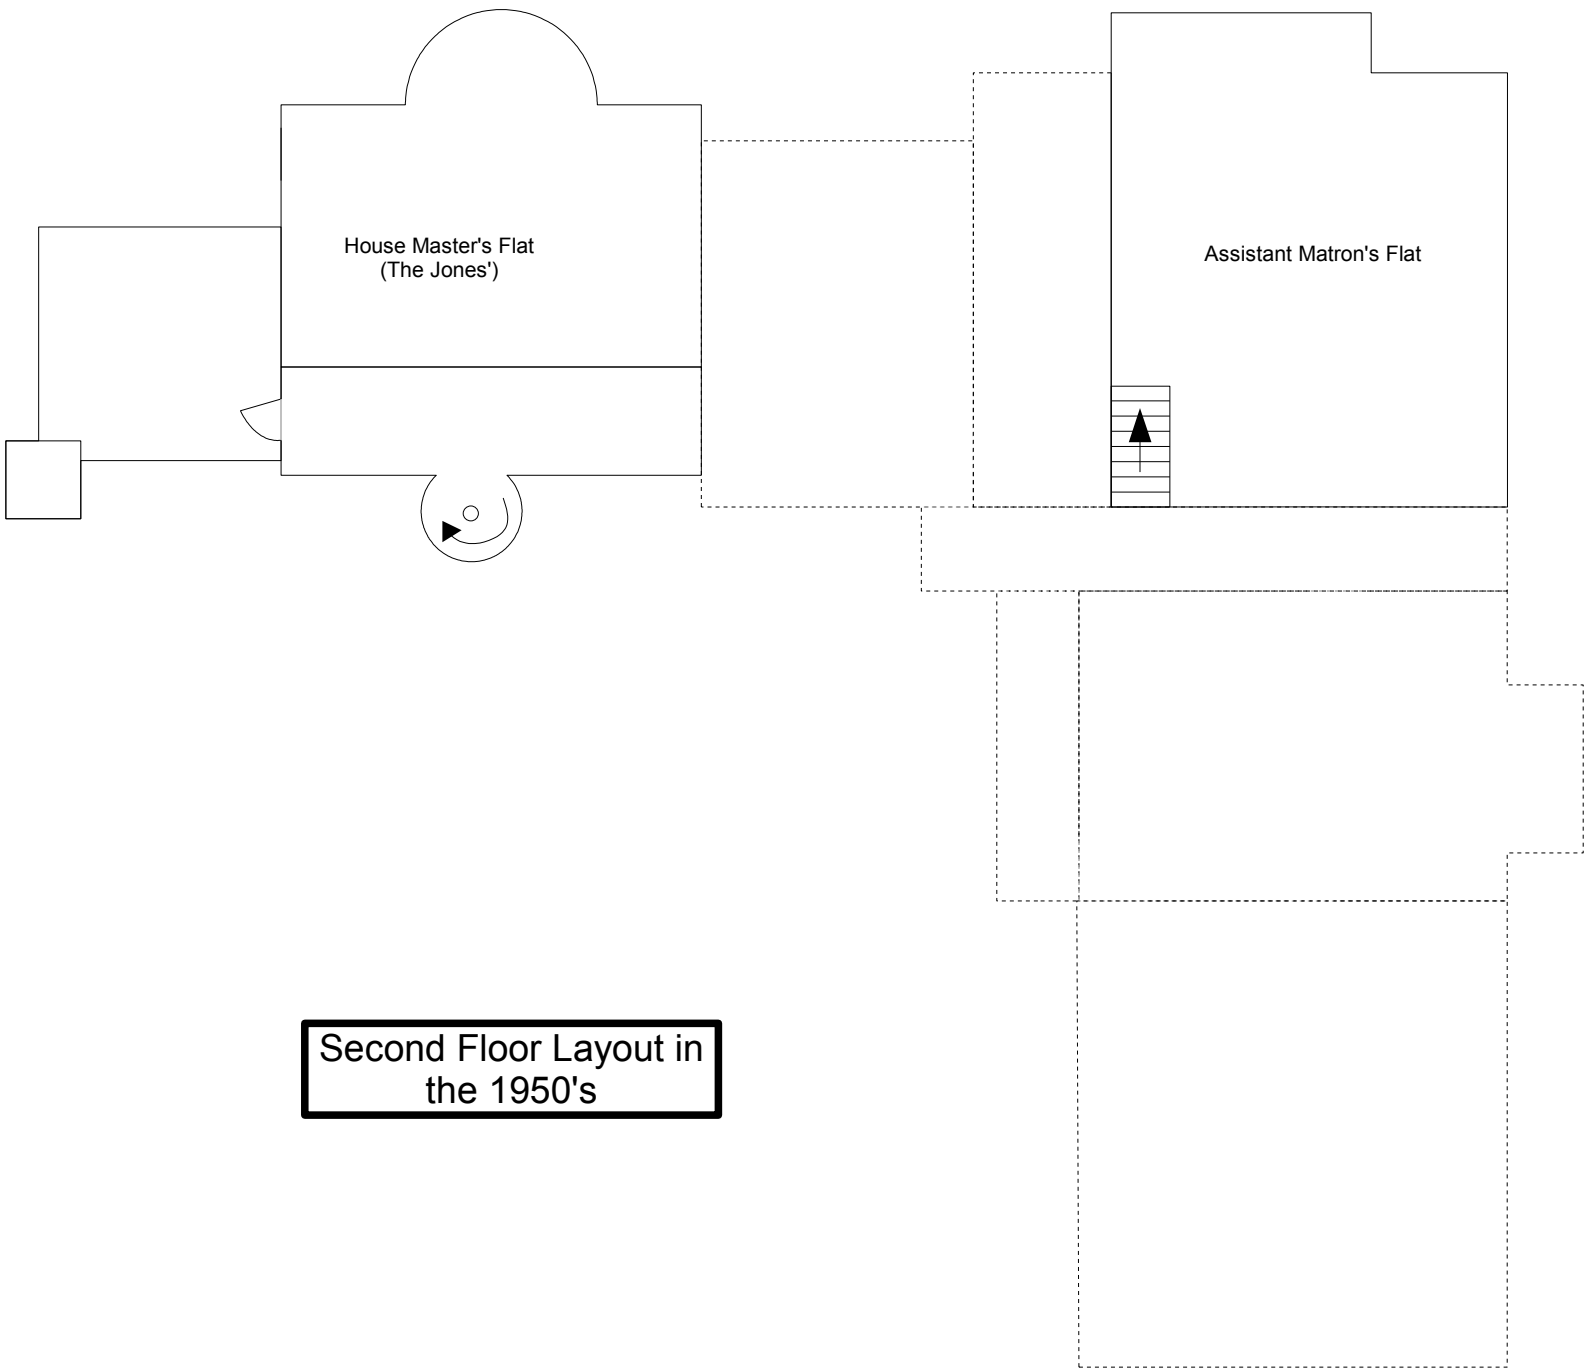 House Master's Flat
(The Jones')
Assistant Matron's Flat
Second Floor Layout in
the 1950's